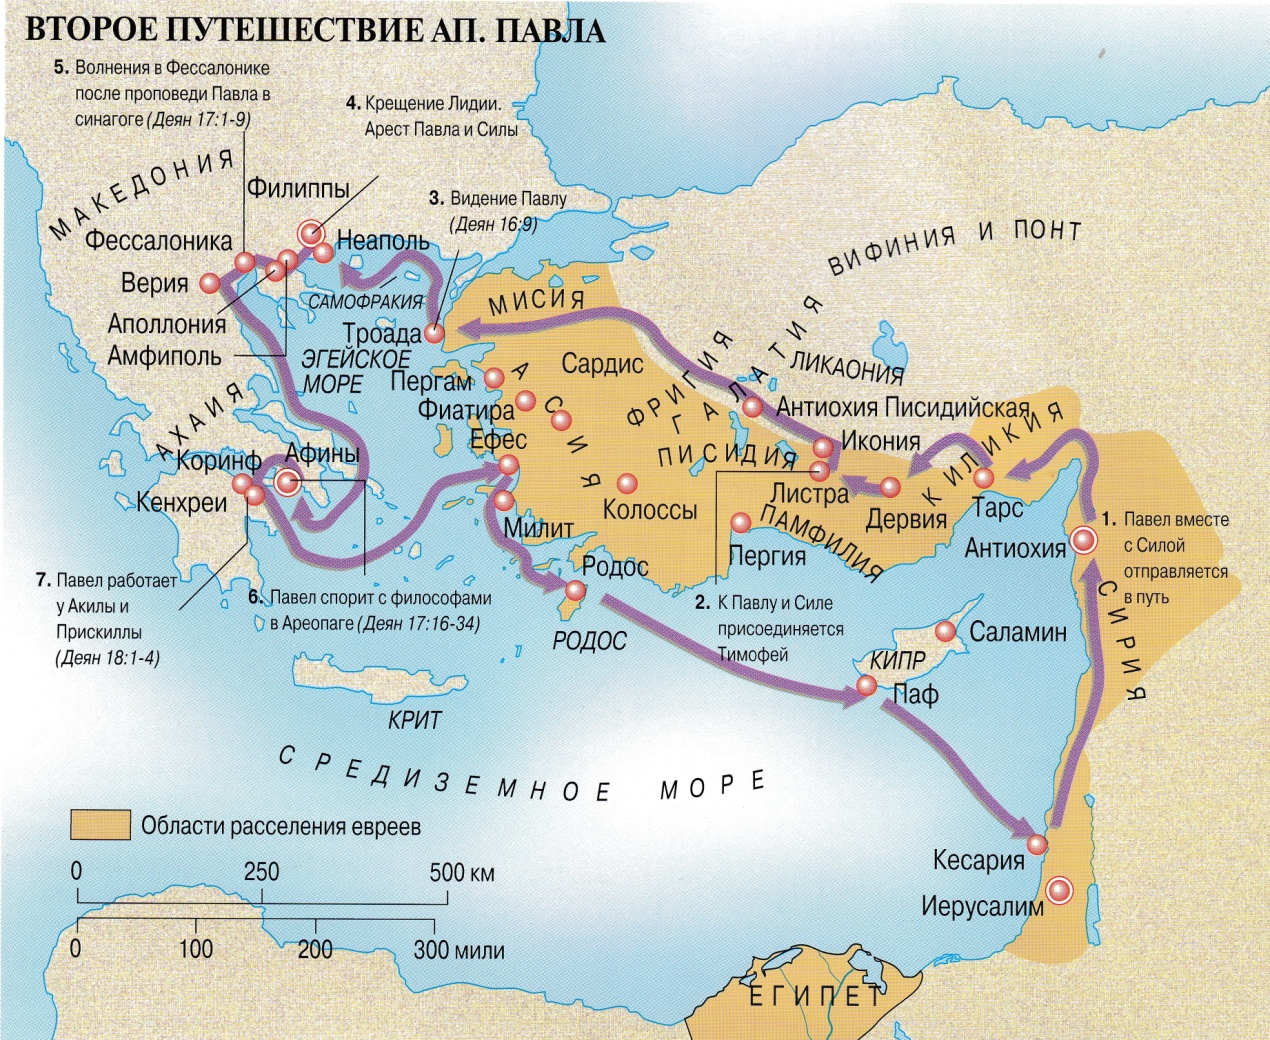 ВТОРОЕ ПУТЕШЕСТВИЕ АП. ПАВЛА
5. Волнения в Фессалонике
после проповеди Павла в
синагоге (Деян 17:1-9)
4. Крещение Лидии.
Арест Павла и Силы
3. Видение Павлу
(Деян 16:9)
МАКЕДОНИЯ
Филиппы
Фессалоника
Неаполь
Верия
САМОФРАКИЯ
Аполлония
Амфиполь
Троада
ЭГЕЙСКОЕ
МОРЕ
МИСИЯ
ВИФИНИЯ И ПОНТ
ФРИГИЯ
ГАЛАТИЯ
ЛИКАОНИЯ
Сардис
Пергам
АСИЯ
Фиатира
Антиохия Писидийская
КИЛИКИЯ
АХАИЯ
Афины
Коринф
Кенхреи
Ефес
ПИСИДИЯ
Икония
Листра
Дервия
Тарс
Милит
Колоссы
ПАМФИЛИЯ
Пергия
Антиохия
1. Павел вместе
с Силой
отправляется
в путь
СИРИЯ
7. Павел работает
у Акилы и
Прискиллы
(Деян 18:1-4)
6. Павел спорит с философами
в Ареопаге (Деян 17:16-34)
Родос
РОДОС
2. К Павлу и Силе
присоединяется
Тимофей
Саламин
КИПР
Паф
КРИТ
СРЕДИЗЕМНОЕ МОРЕ
Области расселения евреев
0 250 500 км
0 100 200 300 мили
Кесария
Иерусалим
ЕГИПЕТ